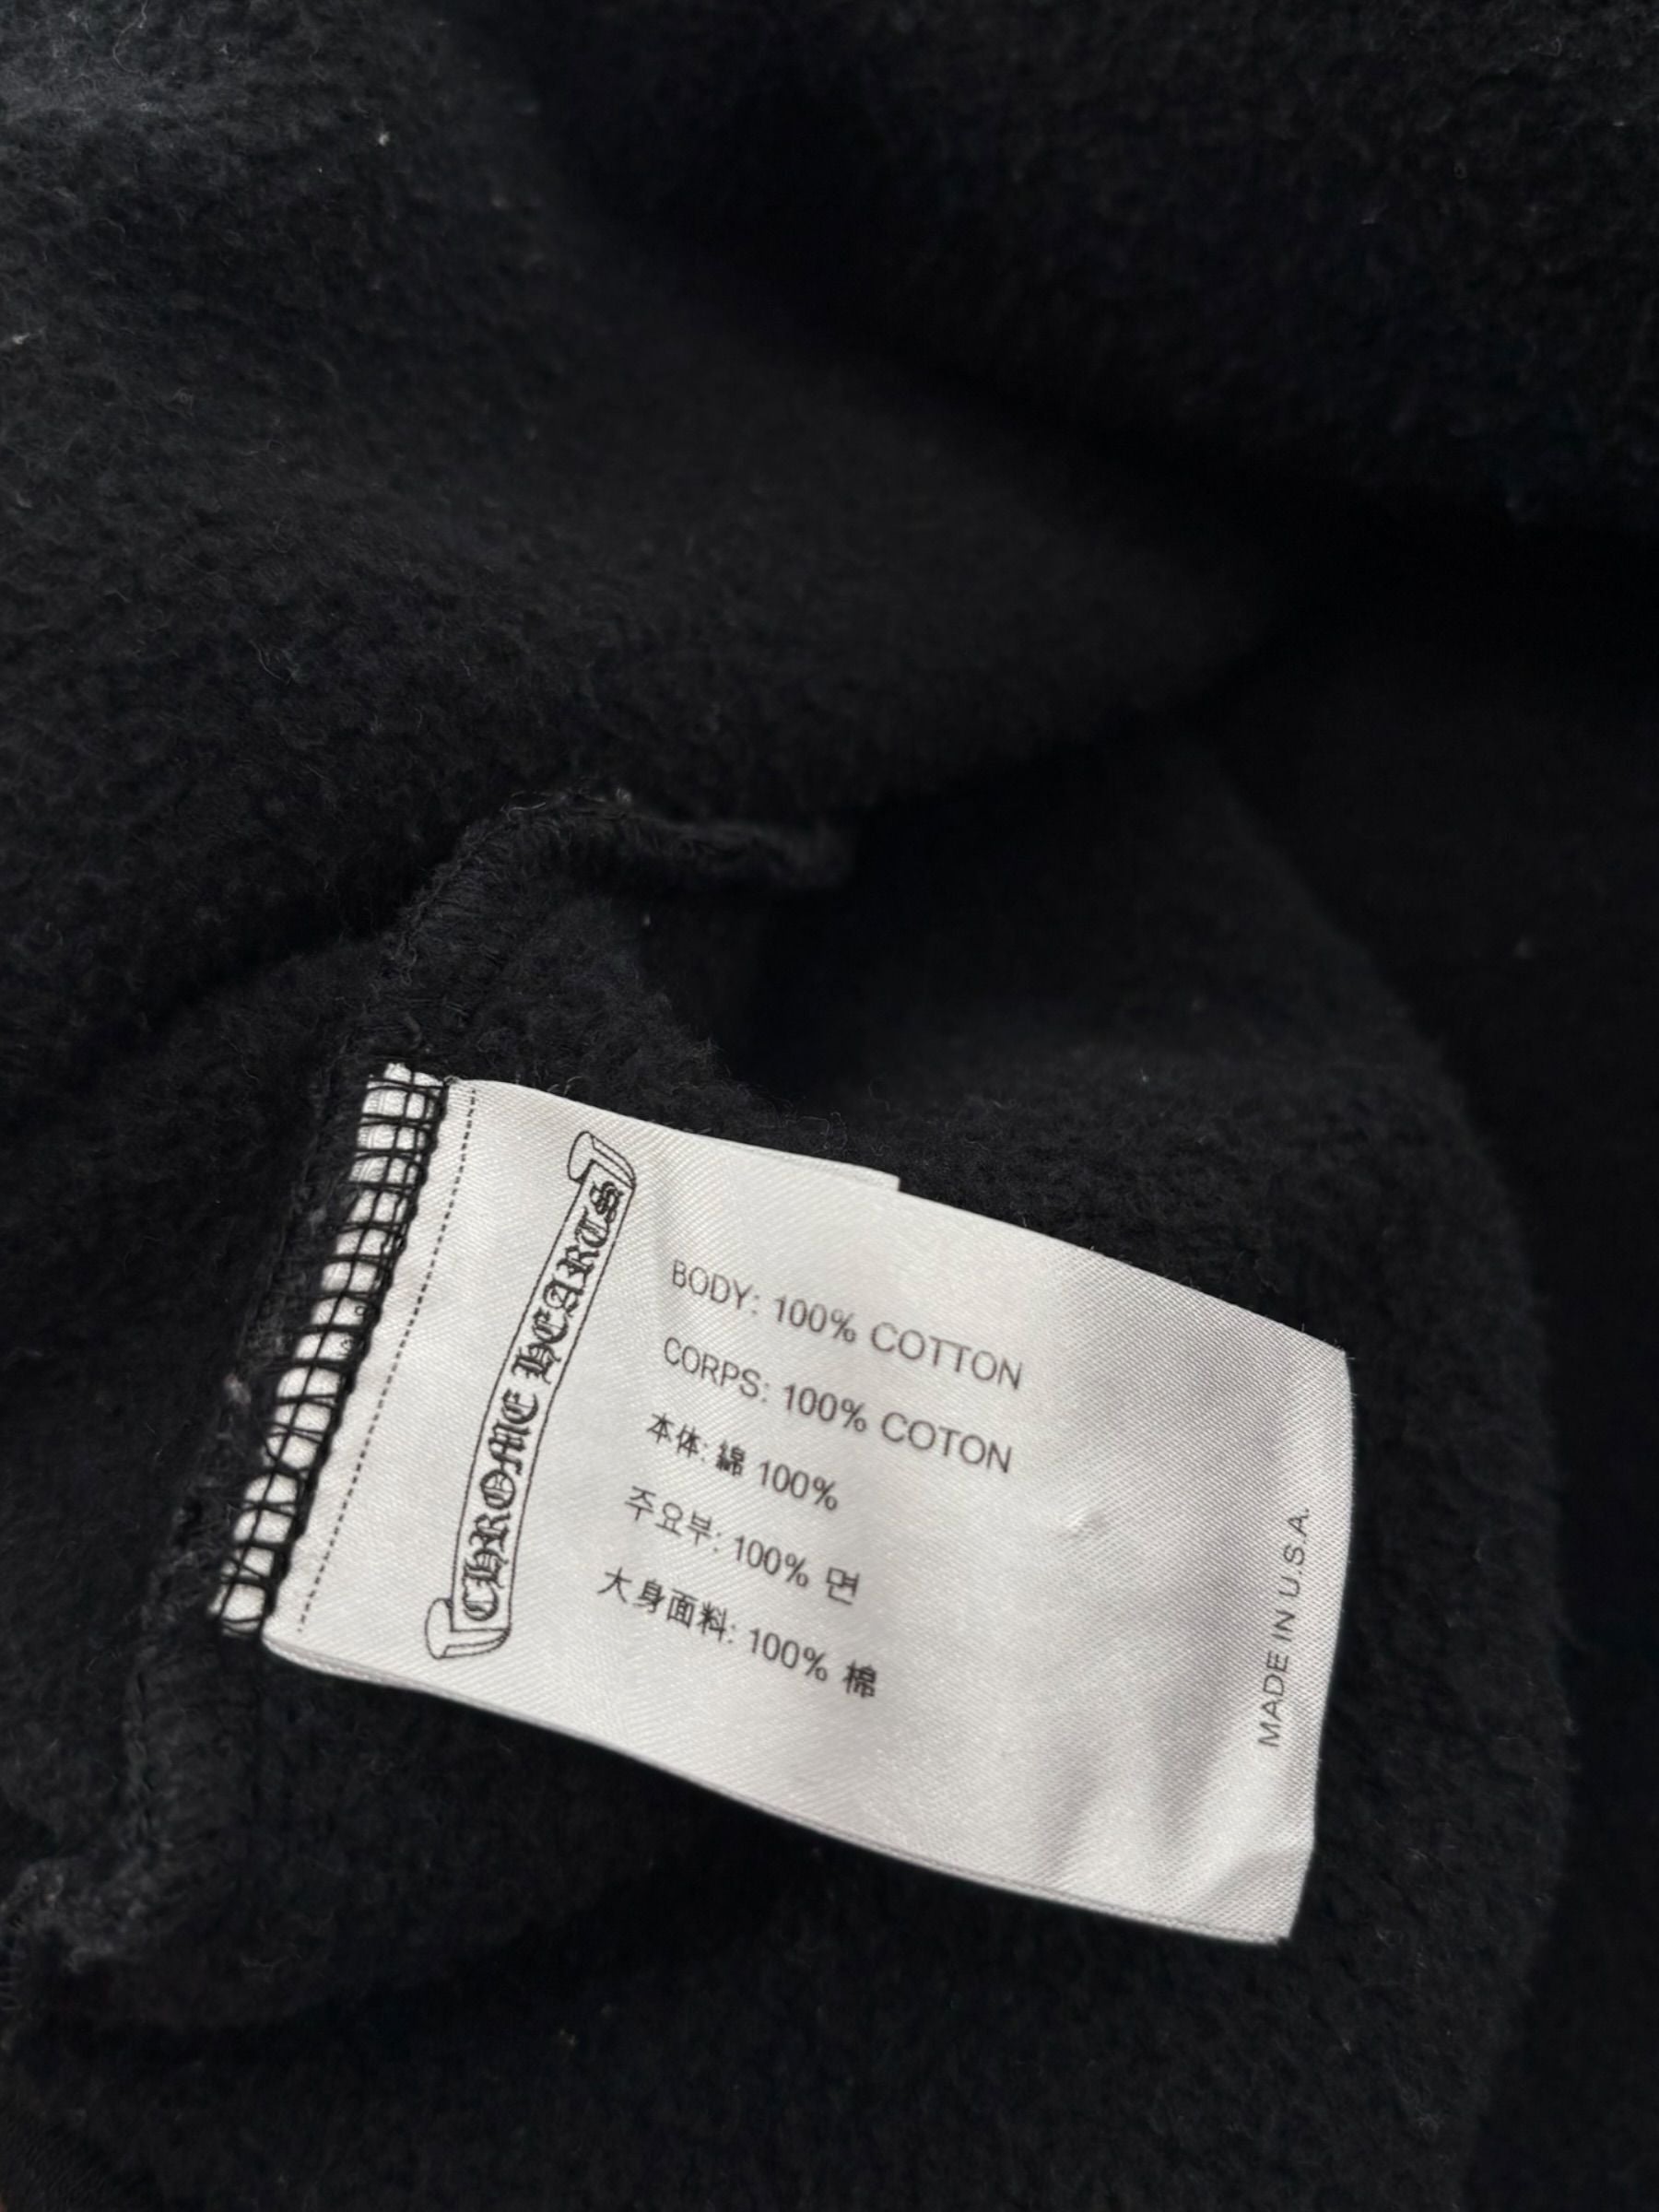 CHROME HEARTS
BODY: 100% COTTON
CORPS: 100% COTON
本体: 綿 100%
주요부: 100% 면
大身面料: 100% 棉
MADE IN U.S.A.